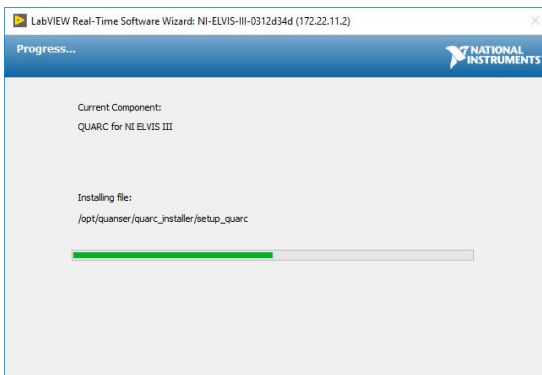 LabVIEW Real-Time Software Wizard: NI-ELVIS-III-0312d34d (172.22.11.2)
Progress...
NATIONAL
INSTRUMENTS
Current Component:
QUARC for NI ELVIS III
Installing file:
/opt/quanser/quarc_installer/setup_quarc